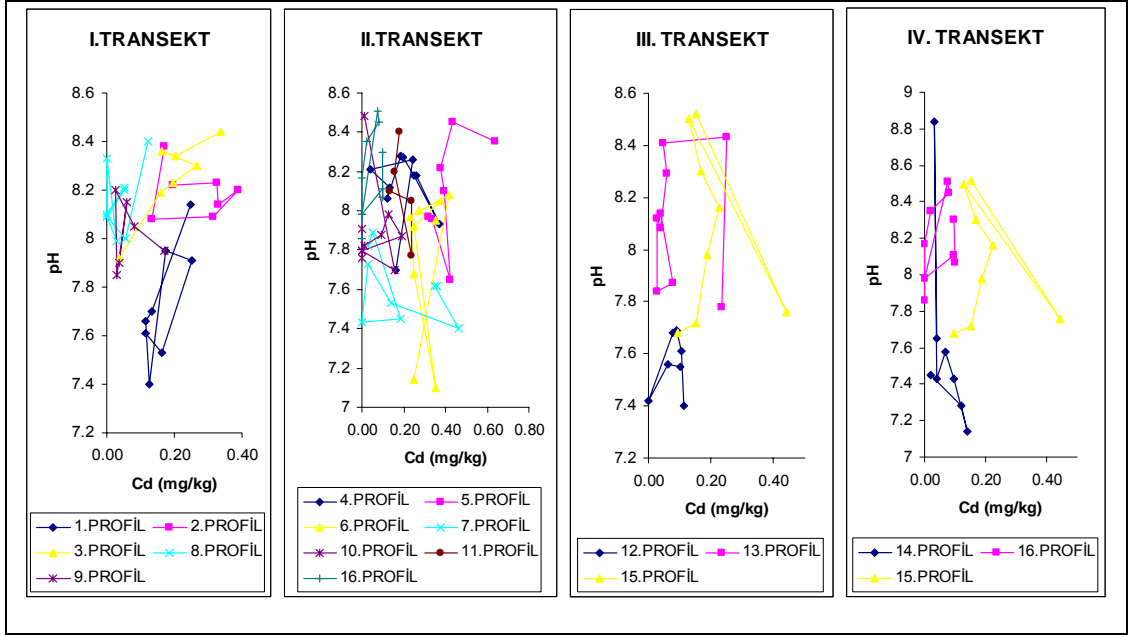 I.TRANSEKT
8.6
8.4
8.2
8
7.8
7.6
7.4
7.2
pH
0.00 0.20 0.40
Cd (mg/kg)
1.PROFİL 2.PROFİL
3.PROFİL 8.PROFİL
9.PROFİL
II.TRANSEKT
8.6
8.4
8.2
8
7.8
7.6
7.4
7.2
7
pH
0.00 0.20 0.40 0.60 0.80
Cd (mg/kg)
4.PROFİL 5.PROFİL
6.PROFİL 7.PROFİL
10.PROFİL 11.PROFİL
16.PROFİL
III. TRANSEKT
8.6
8.4
8.2
8
7.8
7.6
7.4
7.2
pH
0.00 0.20 0.40
Cd (mg/kg)
12.PROFİL 13.PROFİL
15.PROFİL
IV. TRANSEKT
9
8.8
8.6
8.4
8.2
8
7.8
7.6
7.4
7.2
7
pH
0.00 0.20 0.40
Cd (mg/kg)
14.PROFİL 16.PROFİL
15.PROFİL